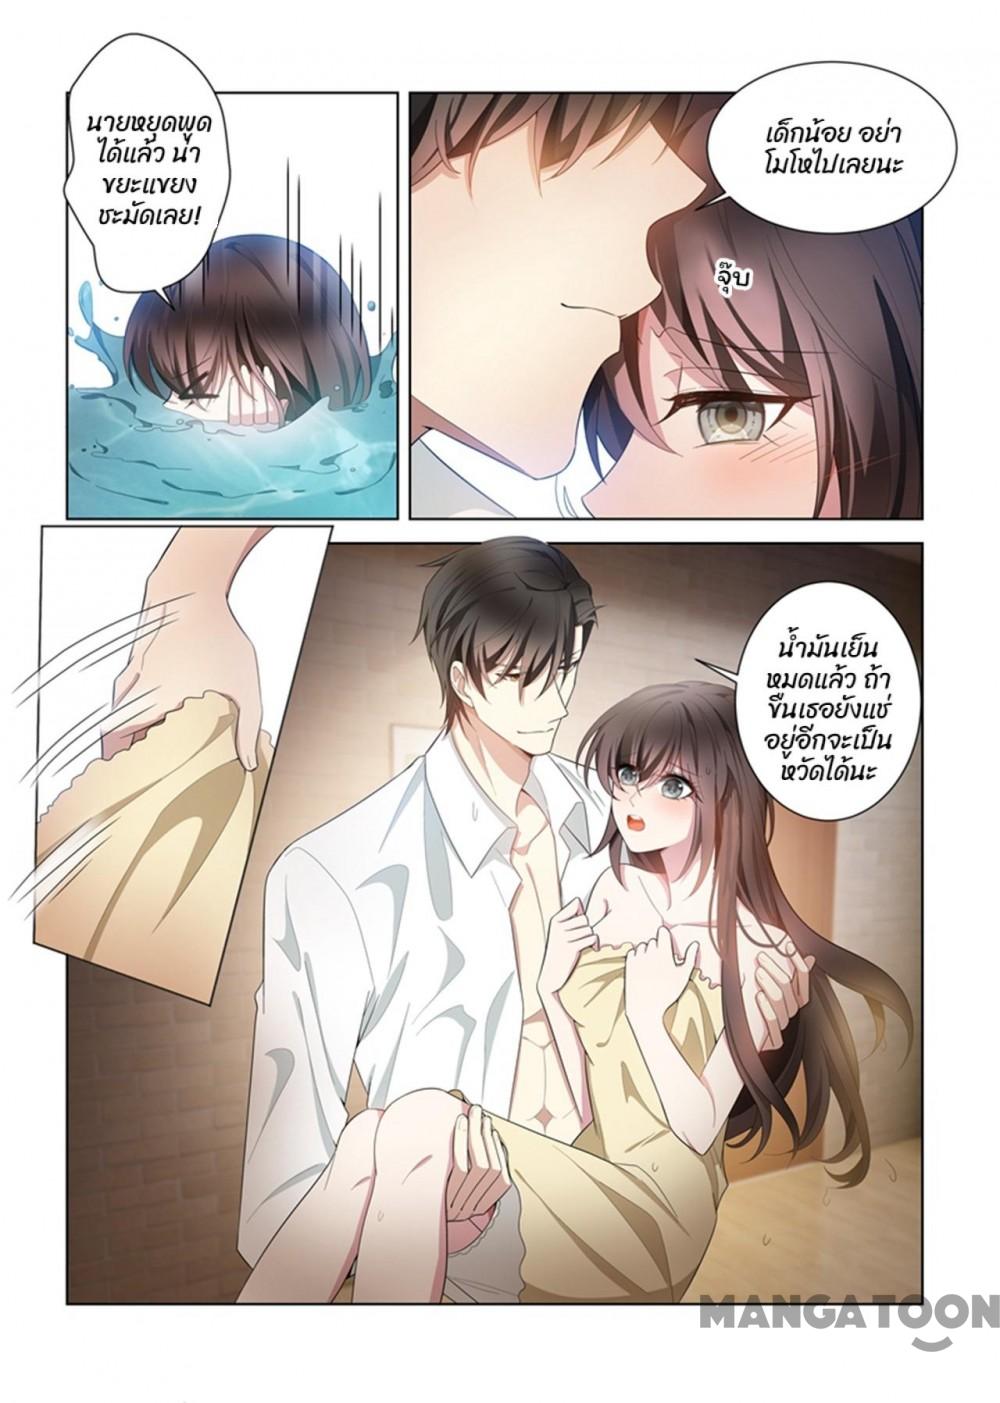 นายหยุดพูด
ได้แล้ว น่า
ขยะแขยง
ชะมัดเลย!
เด็กน้อย อย่า
โมโหไปเลยนะ
จุ๊บ
น้ำมันเย็น
หมดแล้ว ถ้า
ขืนเธอยังแช่
อยู่อีกจะเป็น
หวัดได้นะ
MANGATOON